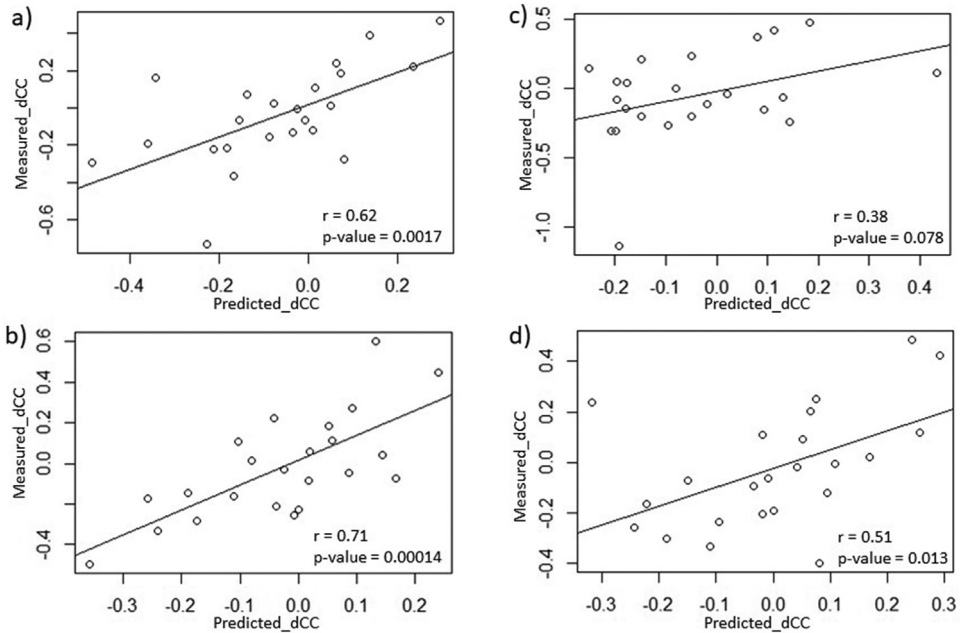 a)
Measured_dCC
0.2
-0.2
-0.6
r = 0.62
p-value = 0.0017
-0.4 -0.2 0.0 0.2
Predicted_dCC
c)
Measured_dCC
0.5
0.0
-0.5
-1.0
r = 0.38
p-value = 0.078
-0.2 -0.1 0.0 0.1 0.2 0.3 0.4
Predicted_dCC
b)
Measured_dCC
0.6
0.4
0.2
0.0
-0.4
r = 0.71
p-value = 0.00014
-0.3 -0.2 -0.1 0.0 0.1 0.2
Predicted_dCC
d)
Measured_dCC
0.4
0.2
0.0
-0.2
-0.4
r = 0.51
p-value = 0.013
-0.3 -0.2 -0.1 0.0 0.1 0.2 0.3
Predicted_dCC